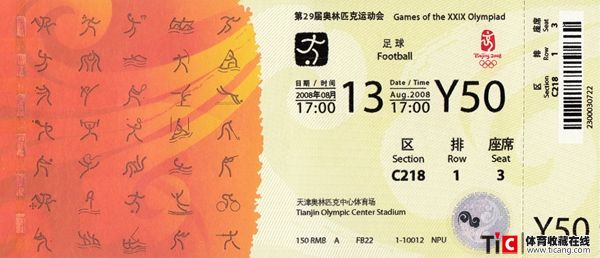 第29届奥林匹克运动会 Games of the XXIX Olympiad
足球
Football
Beijing 2008
日期 / 时间
2008年08月
17:00
13
Date / Time
Aug.2008
17:00
Y50
区 排 座席
Section Row Seat
C218 1 3
天津奥林匹克中心体育场
Tianjin Olympic Center Stadium
150 RMB A FB22 1-10012 NPU
座席
Seat
3
排
Row
1
区
Section
C218
2300030722
Y50
TIC 体育收藏在线
www.ticang.com